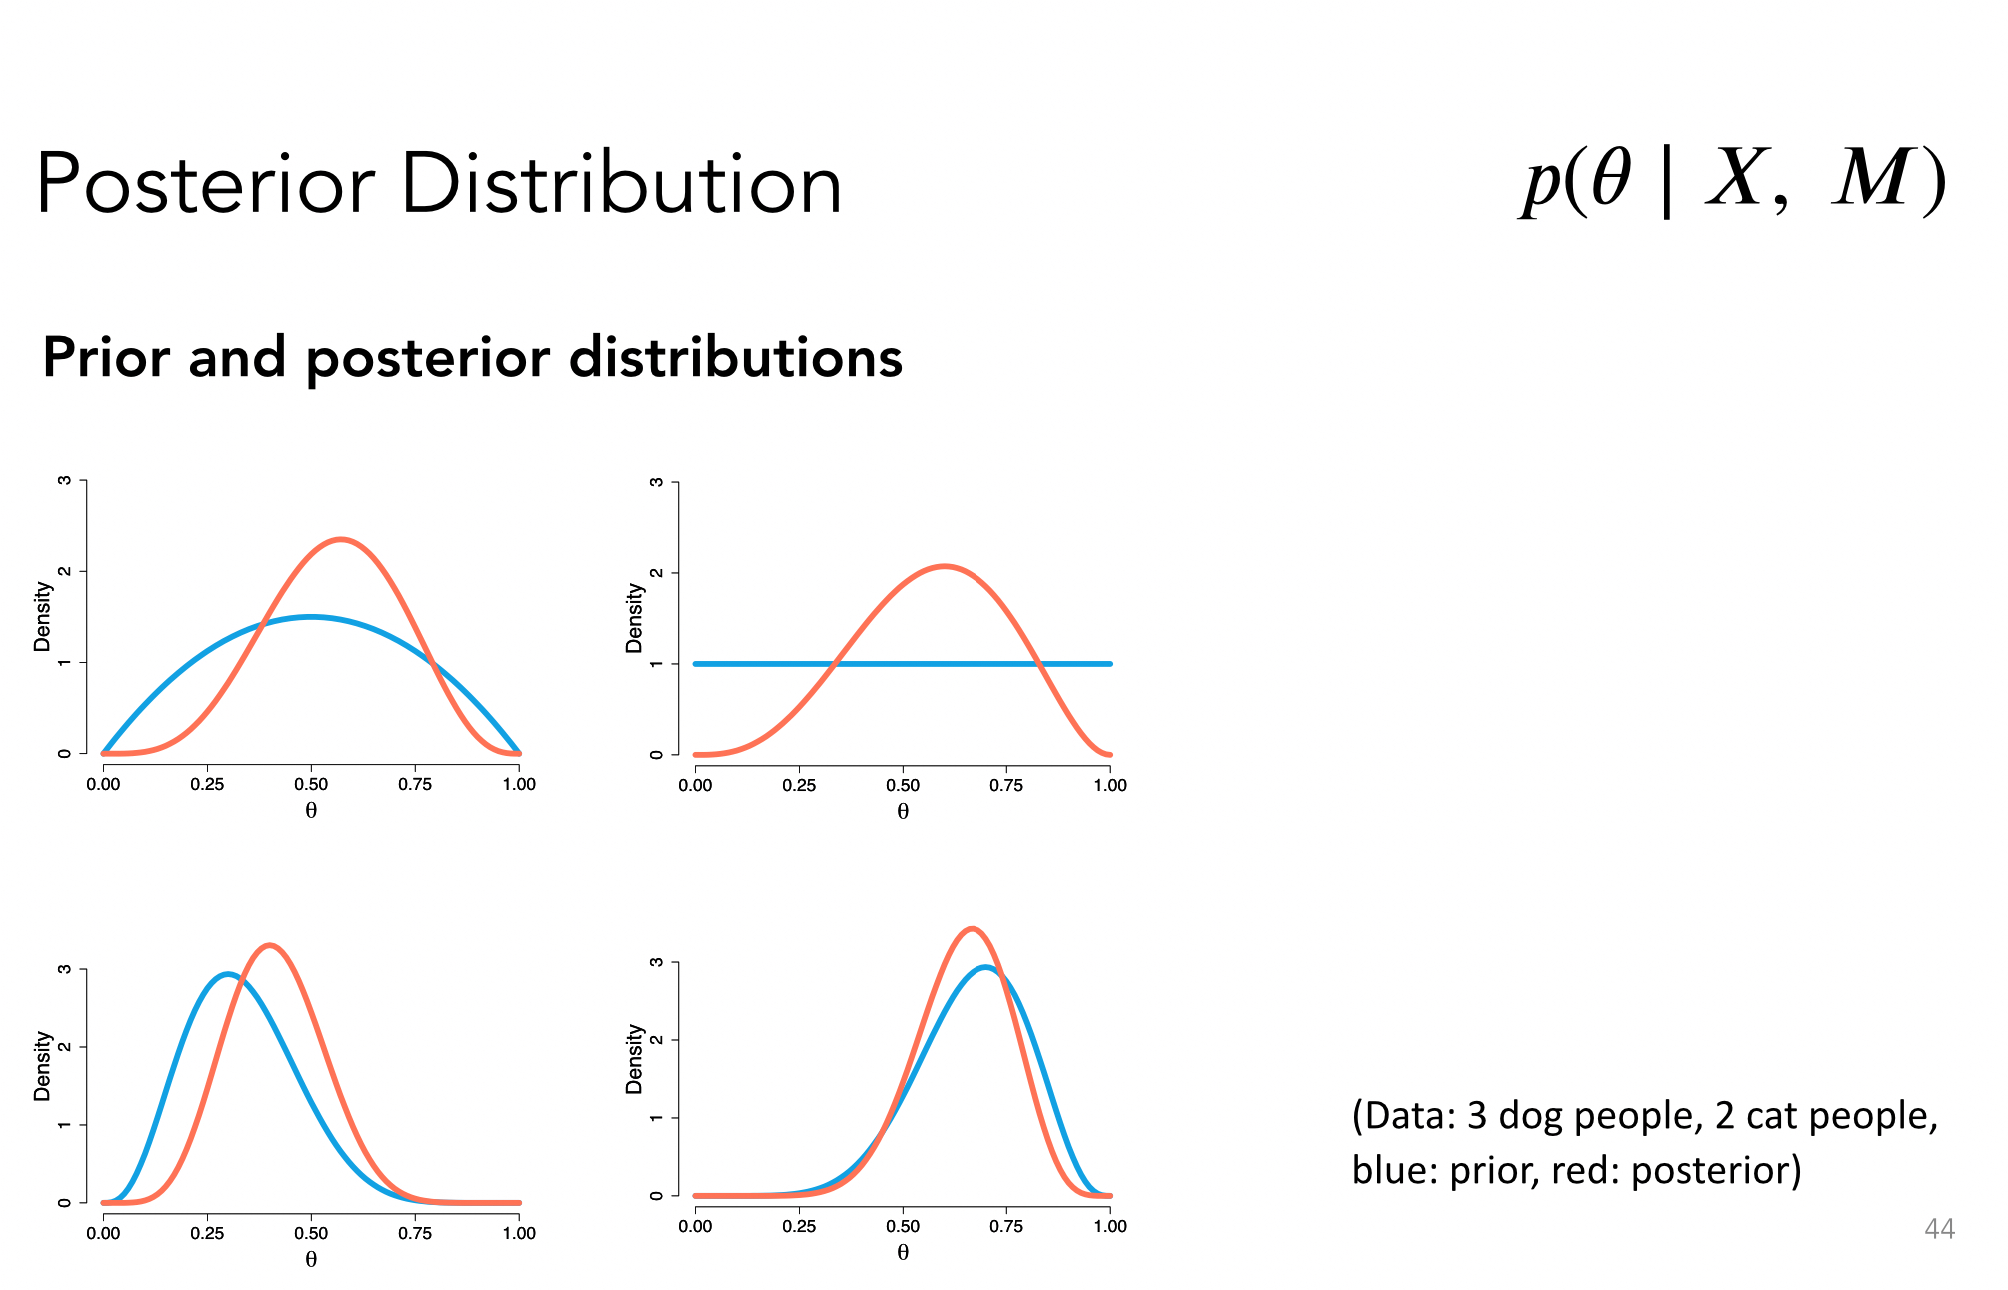 Posterior Distribution
p(θ | X, M)
Prior and posterior distributions
3
2
1
0
Density
0.00 0.25 0.50 0.75 1.00
θ
3
2
1
0
Density
0.00 0.25 0.50 0.75 1.00
θ
3
2
1
0
Density
0.00 0.25 0.50 0.75 1.00
θ
3
2
1
0
Density
0.00 0.25 0.50 0.75 1.00
θ
(Data: 3 dog people, 2 cat people,
blue: prior, red: posterior)
44